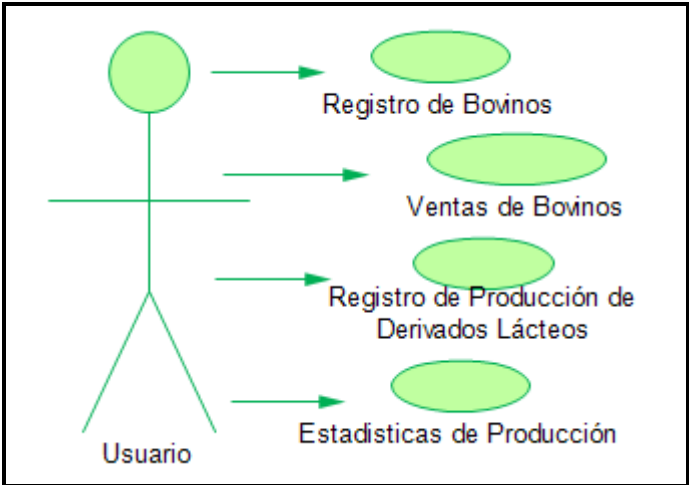 Registro de Bovinos
Ventas de Bovinos
Registro de Producción de
Derivados Lácteos
Estadisticas de Producción
Usuario